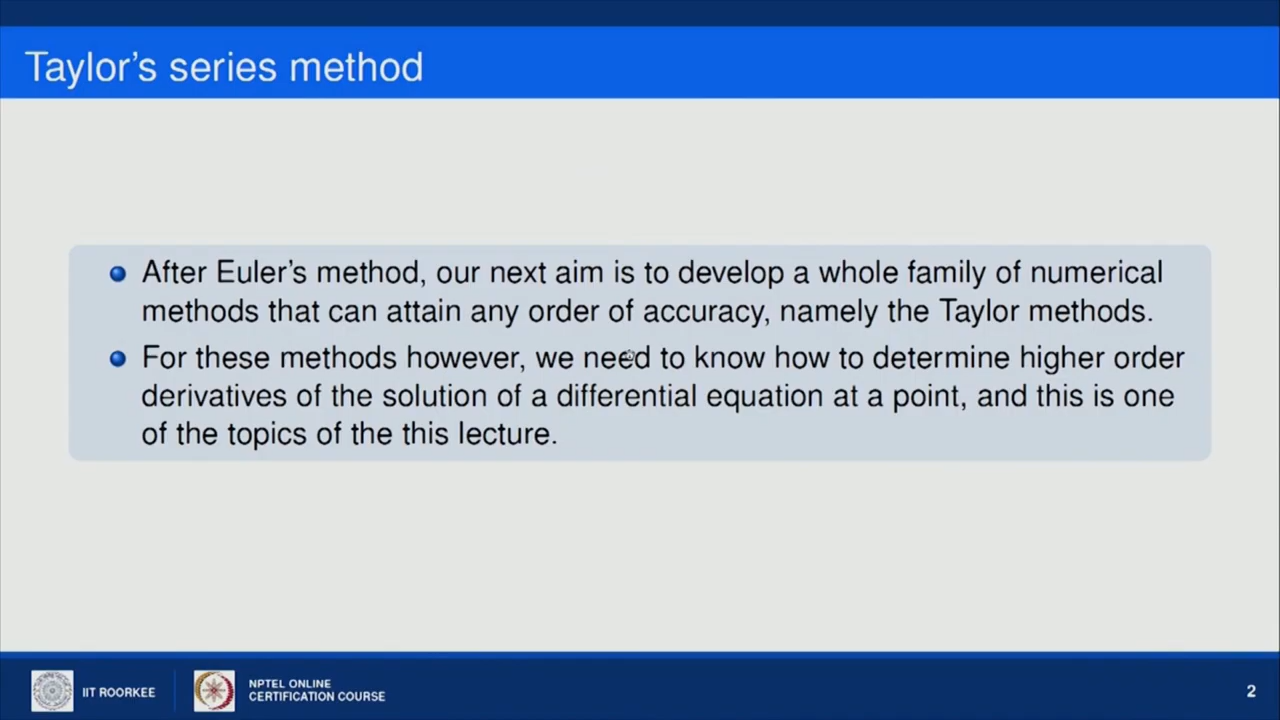 Taylor's series method
After Euler's method, our next aim is to develop a whole family of numerical
methods that can attain any order of accuracy, namely the Taylor methods.
For these methods however, we need to know how to determine higher order
derivatives of the solution of a differential equation at a point, and this is one
of the topics of the this lecture.
IIT ROORKEE
NPTEL ONLINE
CERTIFICATION COURSE
2